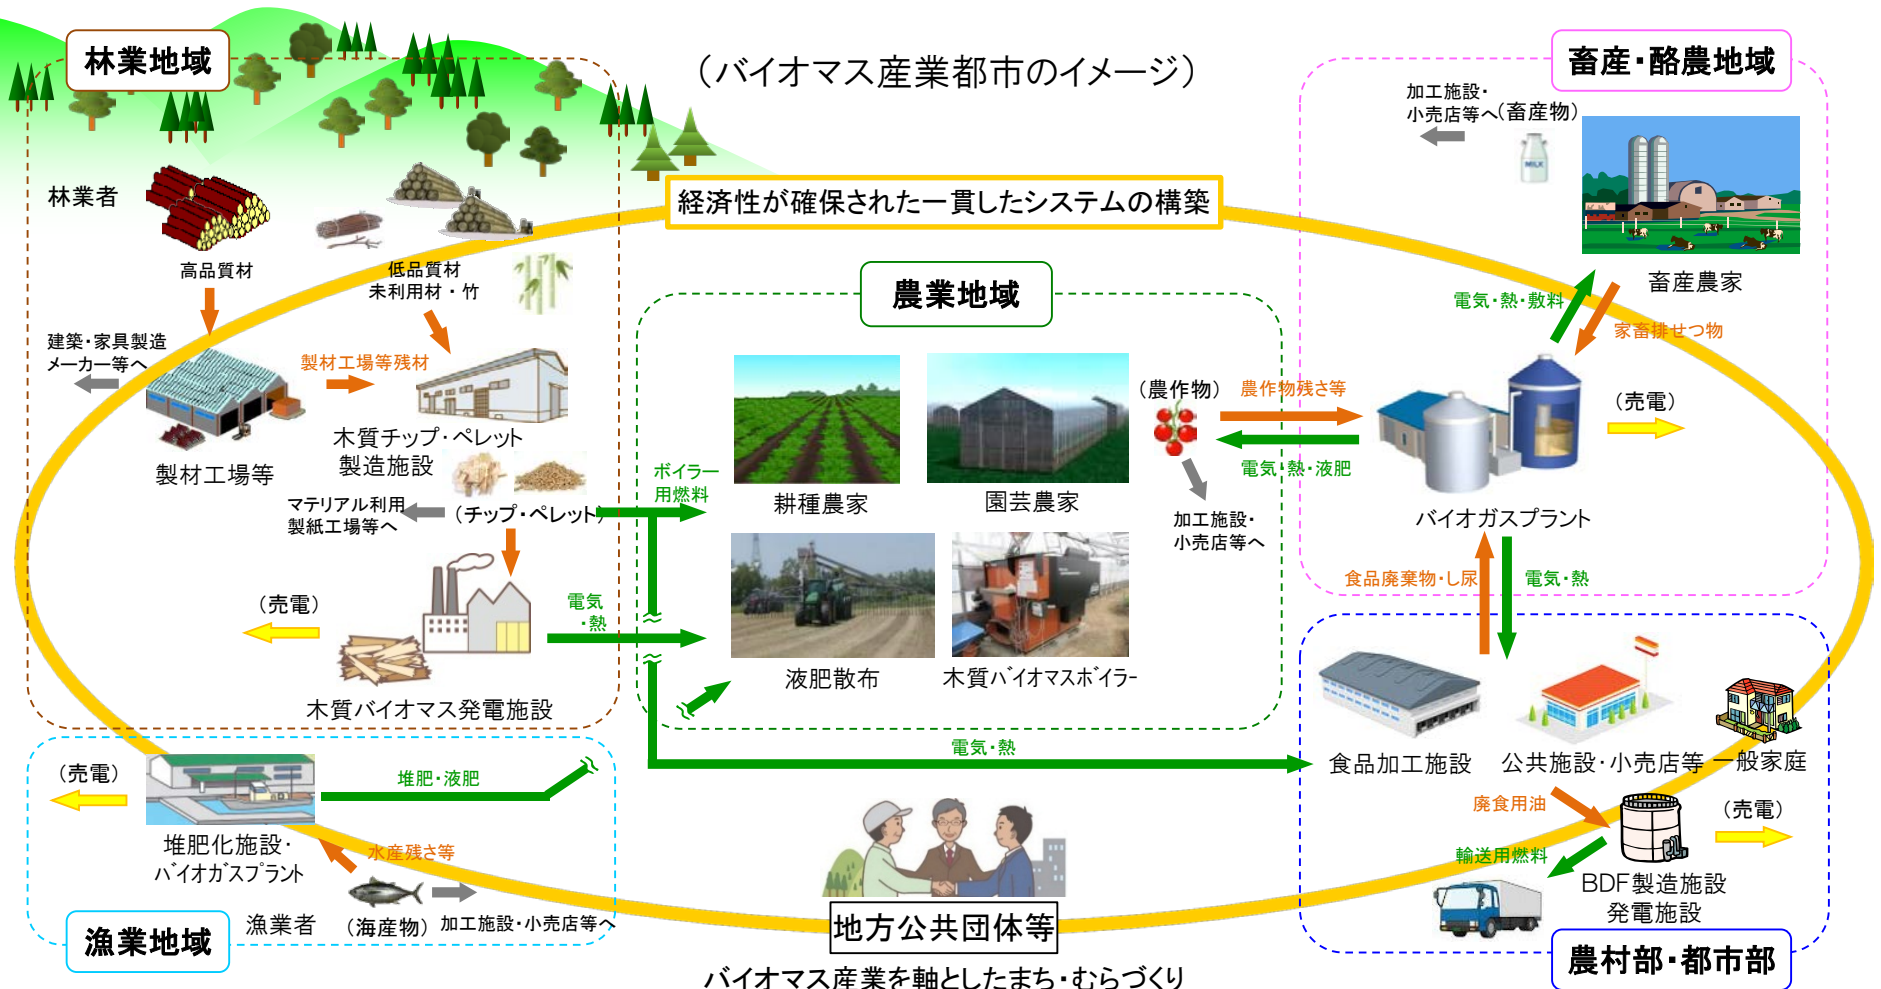 (バイオマス産業都市のイメージ)
経済性が確保された一貫したシステムの構築
林業地域
林業者
高品質材
低品質材
未利用材・竹
建築・家具製造
メーカー等へ
製材工場等残材
製材工場等
木質チップ・ペレット
製造施設
マテリアル利用
製紙工場等へ
(チップ・ペレット)
ボイラー
用燃料
(売電)
電気
・熱
木質バイオマス発電施設
農業地域
耕種農家
園芸農家
液肥散布
木質バイオマスボイラー
(農作物)
加工施設・
小売店等へ
農作物残さ等
電気・熱・液肥
畜産・酪農地域
加工施設・
小売店等へ(畜産物)
MILK
畜産農家
電気・熱・敷料
家畜排せつ物
(売電)
バイオガスプラント
食品廃棄物・し尿
電気・熱
電気・熱
食品加工施設
公共施設・小売店等
一般家庭
廃食用油
(売電)
輸送用燃料
BDF製造施設
発電施設
農村部・都市部
(売電)
堆肥・液肥
堆肥化施設・
バイオガスプラント
水産残さ等
漁業者
(海産物)
加工施設・小売店等へ
漁業地域
地方公共団体等
バイオマス産業を軸としたまち・むらづくり